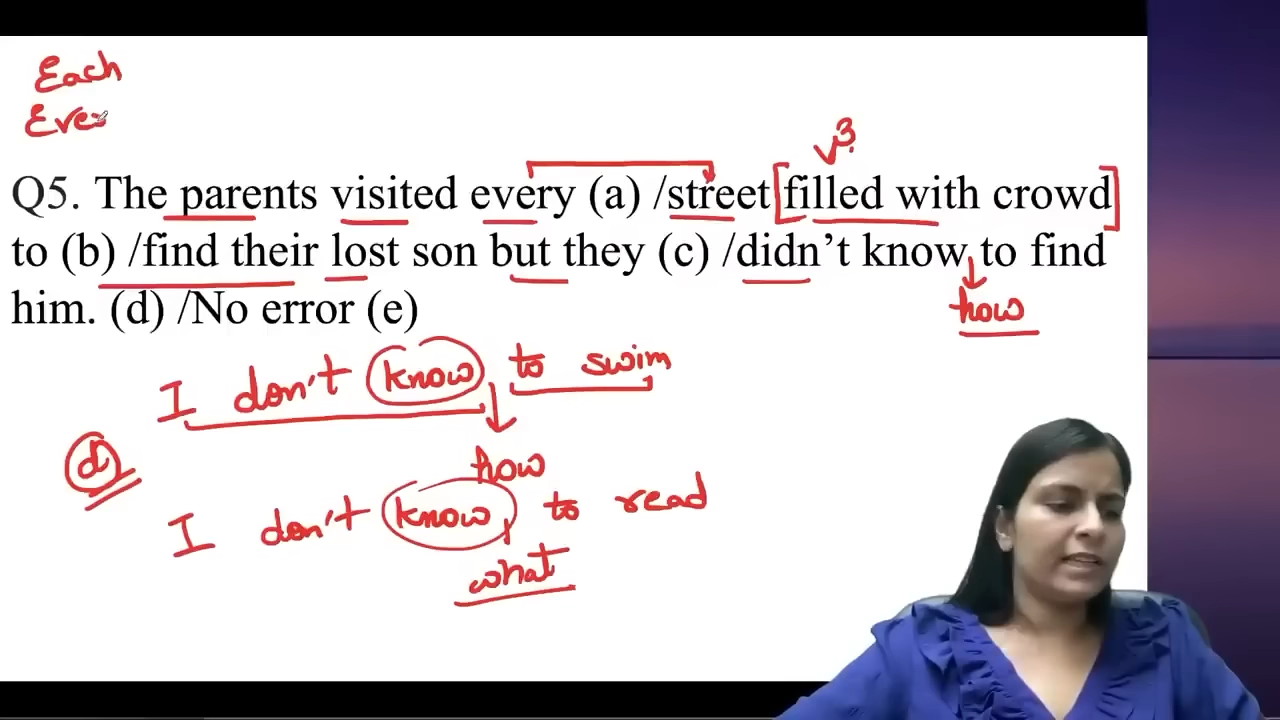 Each
Eve
v3
Q5. The parents visited every (a) /street [filled with crowd]
to (b) /find their lost son but they (c) /didn't know to find
how
him. (d) /No error (e)
I don't know to swim
how
d
I don't know to read
what